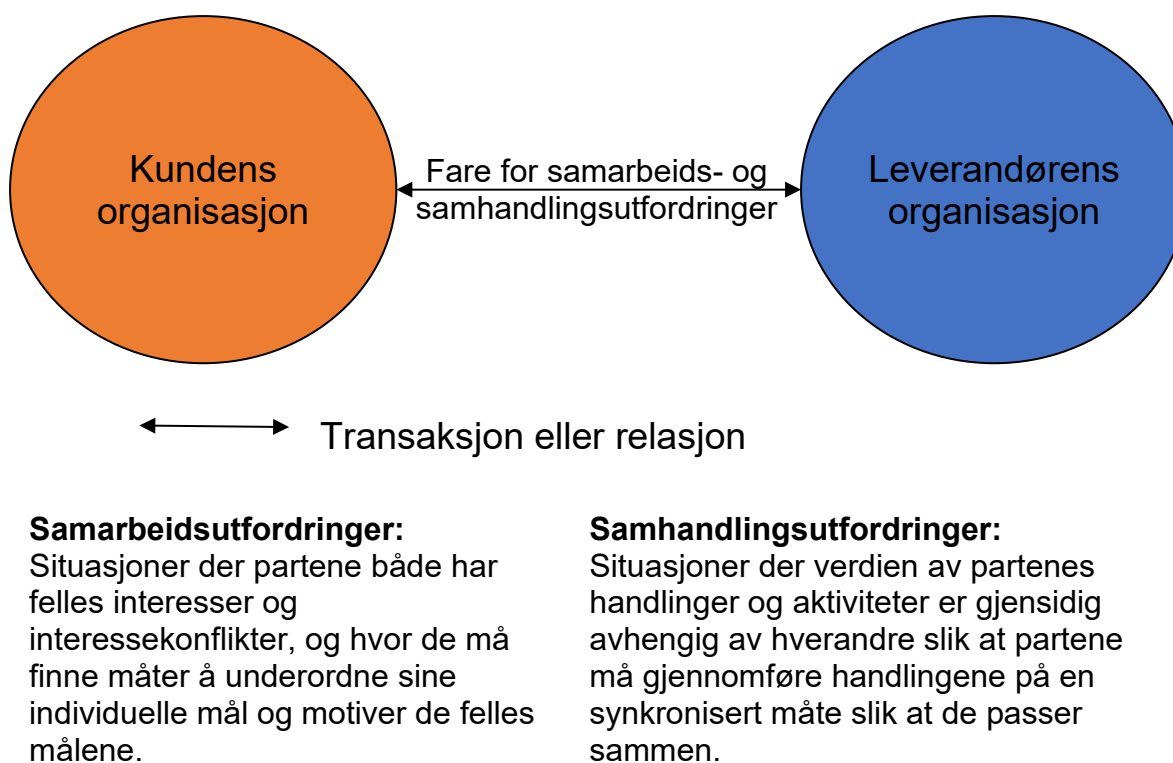 Kundens
organisasjon
Fare for samarbeids- og
samhandlingsutfordringer
Leverandørens
organisasjon
Transaksjon eller relasjon
Samarbeidsutfordringer:
Situasjoner der partene både har
felles interesser og
interessekonflikter, og hvor de må
finne måter å underordne sine
individuelle mål og motiver de felles
målene.
Samhandlingsutfordringer:
Situasjoner der verdien av partenes
handlinger og aktiviteter er gjensidig
avhengig av hverandre slik at partene
må gjennomføre handlingene på en
synkronisert måte slik at de passer
sammen.